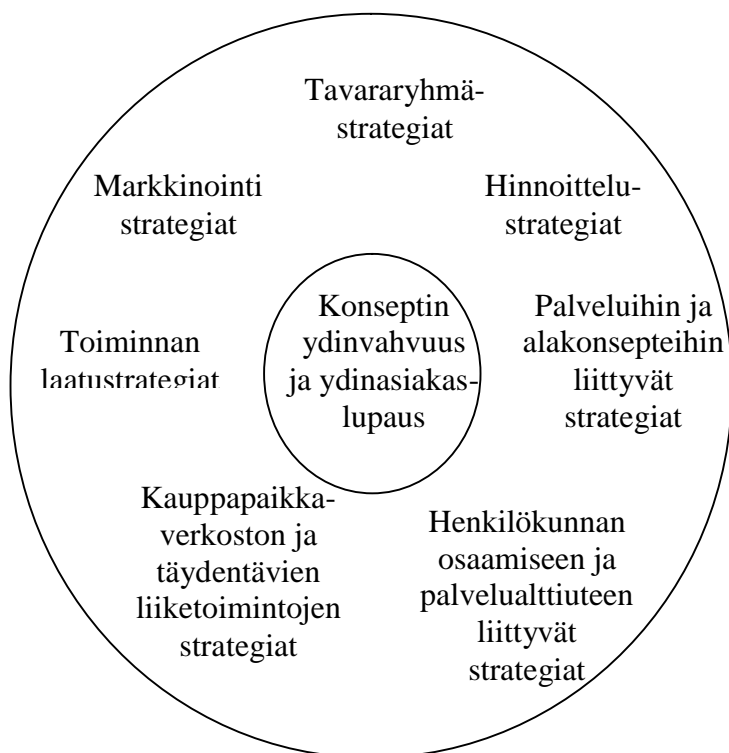 Tavararyhmä-
strategiat
Markkinointi
strategiat
Hinnoittelu-
strategiat
Konseptin
ydinvahvuus
ja ydinasiakas-
lupaus
Palveluihin ja
alakonsepteihin
liittyvät
strategiat
Toiminnan
laatustrategiat
Kauppapaikka-
verkoston ja
täydentävien
liiketoimintojen
strategiat
Henkilökunnan
osaamiseen ja
palvelualttiuteen
liittyvät
strategiat